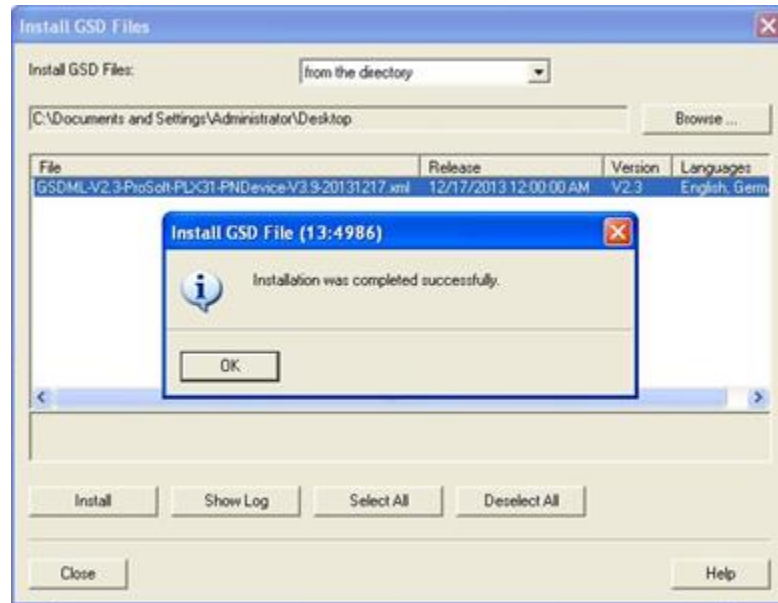 Install GSD Files
Install GSD Files:
from the directory
C:\Documents and Settings\Administrator\Desktop
Browse ...
File Release Version Languages
GSDML-V2.3-ProSoft-PLX31-PNDevice-V3.9-20131217.xml 12/17/2013 12:00:00 AM V2.3 English, Germ
Install GSD File (13:4986)
Installation was completed successfully.
OK
Install Show Log Select All Deselect All
Close Help